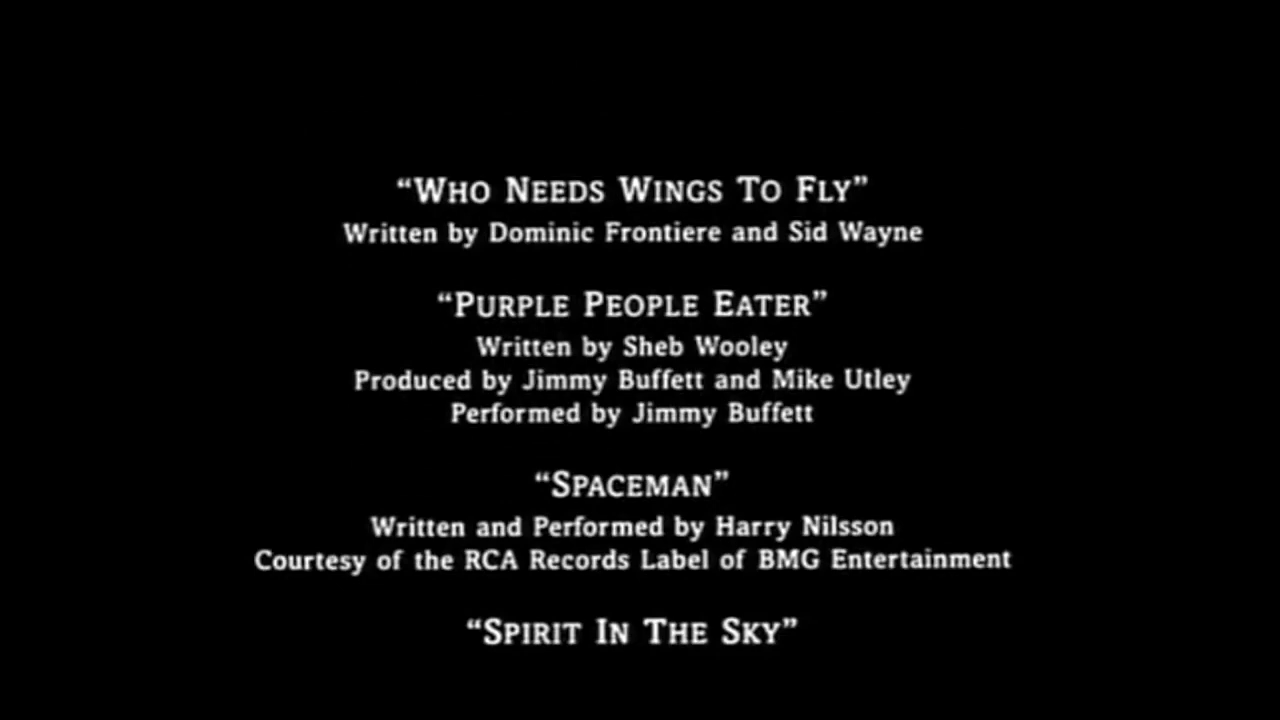 “WHO NEEDS WINGS TO FLY”
Written by Dominic Frontiere and Sid Wayne
“PURPLE PEOPLE EATER”
Written by Sheb Wooley
Produced by Jimmy Buffett and Mike Utley
Performed by Jimmy Buffett
“SPACEMAN”
Written and Performed by Harry Nilsson
Courtesy of the RCA Records Label of BMG Entertainment
“SPIRIT IN THE SKY”